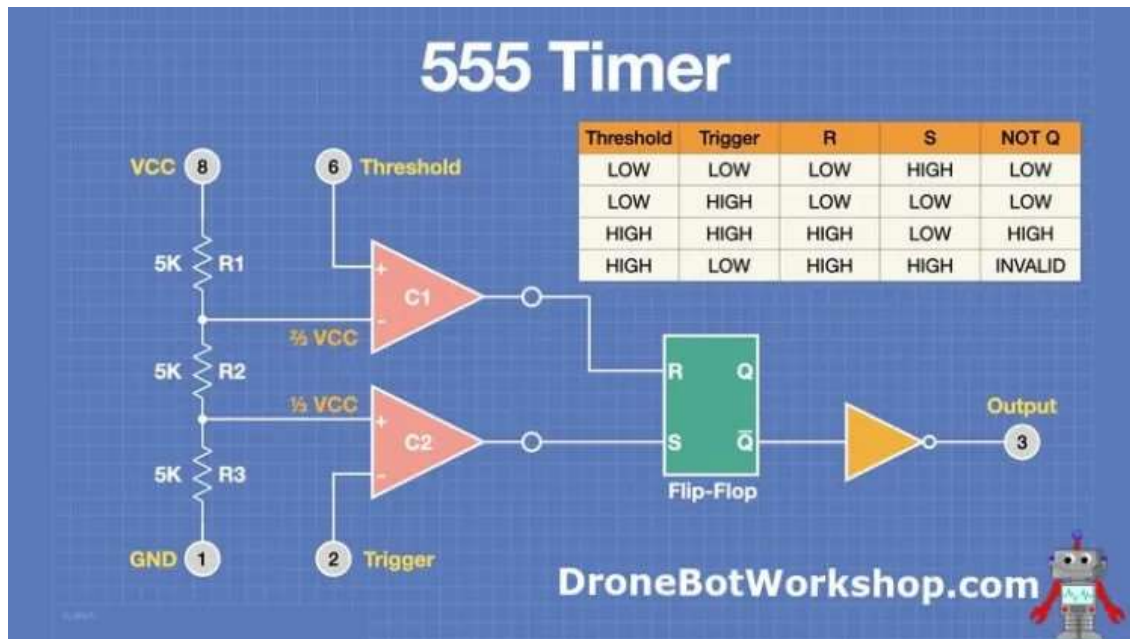 555 Timer
Threshold Trigger R S NOT Q
LOW LOW LOW HIGH LOW
LOW HIGH LOW LOW LOW
HIGH HIGH HIGH LOW HIGH
HIGH LOW HIGH HIGH INVALID
VCC 8
6 Threshold
5K R1
+
C1
-
⅔ VCC
5K R2
⅓ VCC
+
C2
-
5K R3
R Q
S Q̅
Flip-Flop
Output
3
GND 1
2 Trigger
DroneBotWorkshop.com